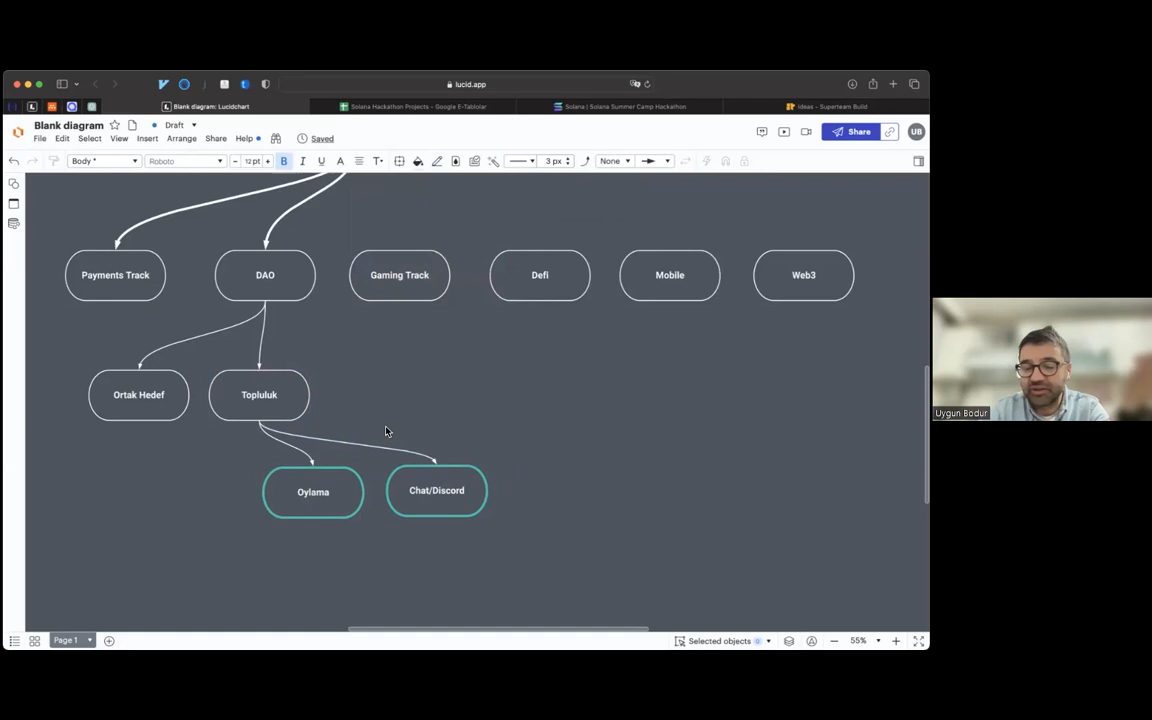 lucid.app
Blank diagram: Lucidchart
Solana Hackathon Projects – Google E-Tablolar
Solana | Solana Summer Camp Hackathon
Ideas – Superteam Build
Blank diagram
Draft
File Edit Select View Insert Arrange Share Help
Saved
Share
UB
Body *
Roboto
12 pt
B I U A T
3 px
None
Payments Track
DAO
Gaming Track
Defi
Mobile
Web3
Ortak Hedef
Topluluk
Oylama
Chat/Discord
Uygun Bodur
Page 1
Selected objects 0
55%